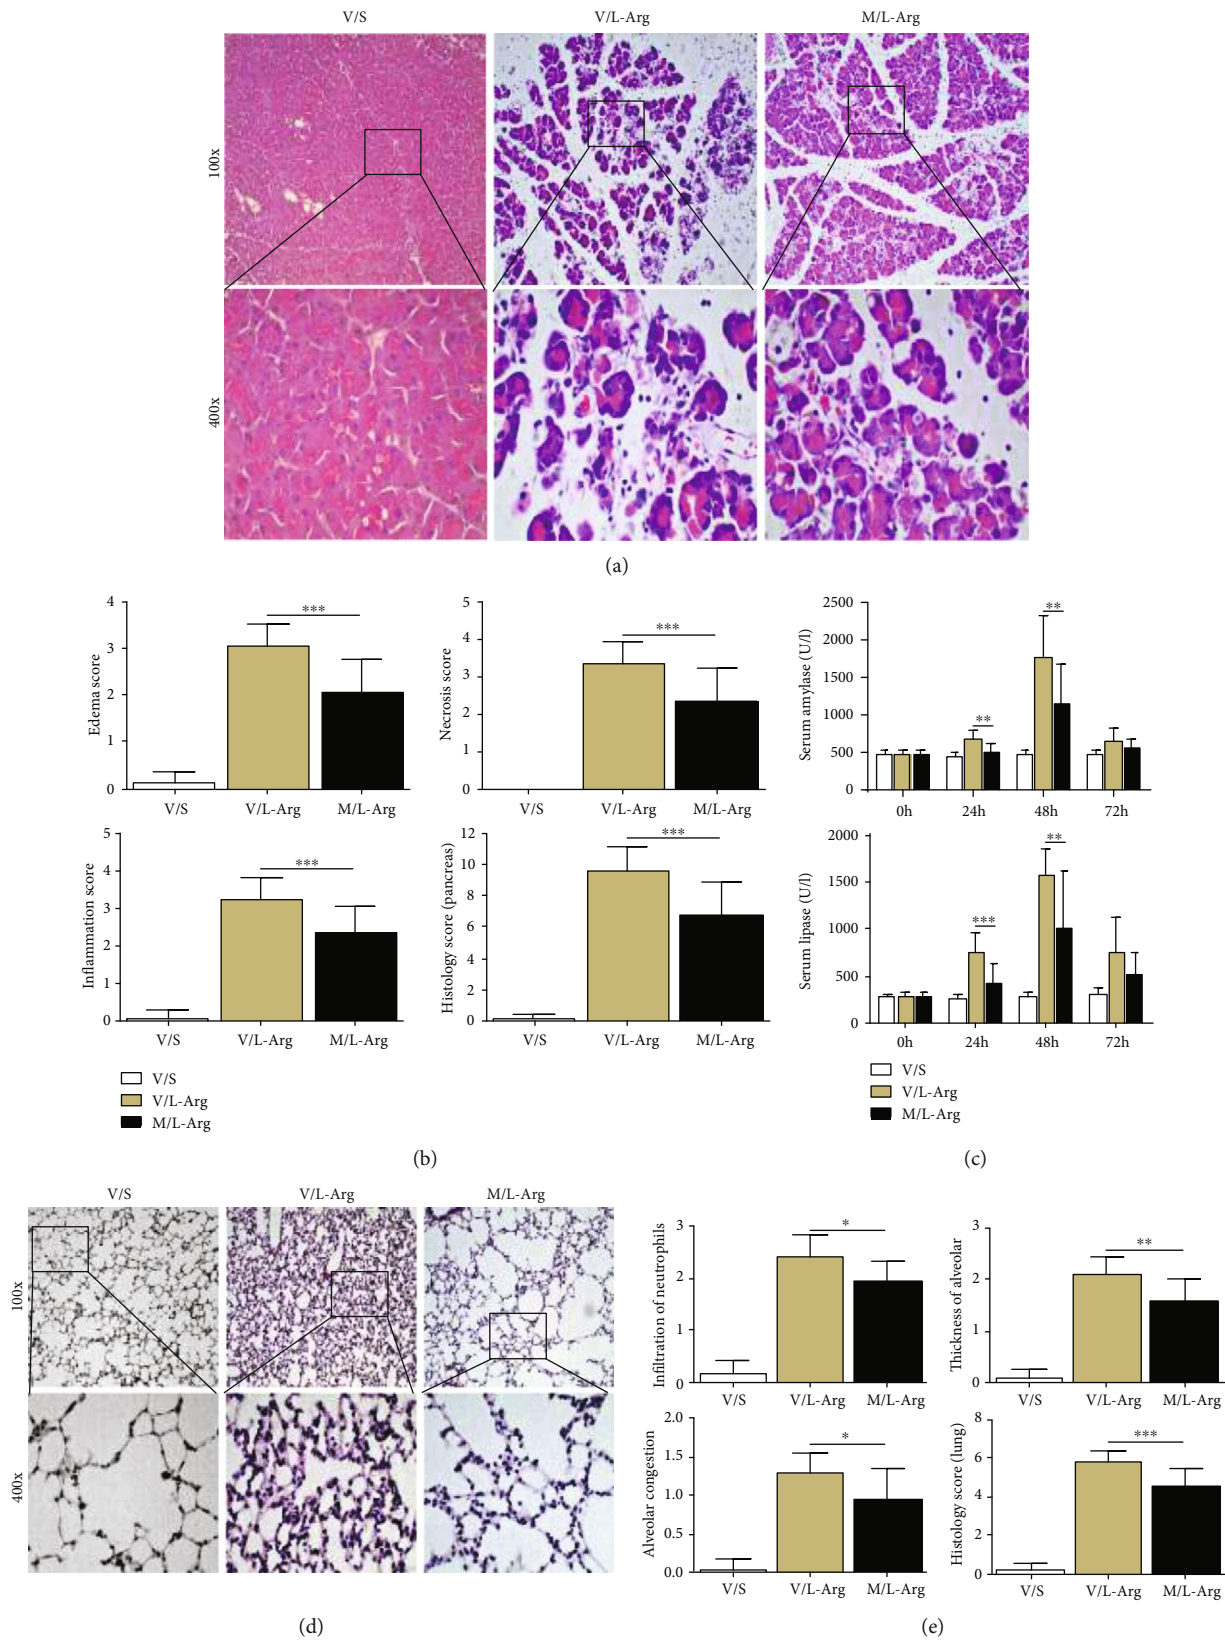 V/S V/L-Arg M/L-Arg
100x
400x
(a)
Edema score
4
3
2
1
0
V/S V/L-Arg M/L-Arg
***
Necrosis score
5
4
3
2
1
0
V/S V/L-Arg M/L-Arg
***
Inflammation score
5
4
3
2
1
0
V/S V/L-Arg M/L-Arg
***
Histology score (pancreas)
12
10
8
6
4
2
0
V/S V/L-Arg M/L-Arg
***
V/S
V/L-Arg
M/L-Arg
(b)
Serum amylase (U/l)
2500
2000
1500
1000
500
0
0h 24h 48h 72h
** **
Serum lipase (U/l)
2000
1500
1000
500
0
0h 24h 48h 72h
*** **
V/S
V/L-Arg
M/L-Arg
(c)
V/S V/L-Arg M/L-Arg
100x
400x
(d)
Infiltration of neutrophils
3
2
1
0
V/S V/L-Arg M/L-Arg
*
Thickness of alveolar
3
2
1
0
V/S V/L-Arg M/L-Arg
**
Alveolar congestion
2.0
1.5
1.0
0.5
0.0
V/S V/L-Arg M/L-Arg
*
Histology score (lung)
8
6
4
2
0
V/S V/L-Arg M/L-Arg
***
(e)